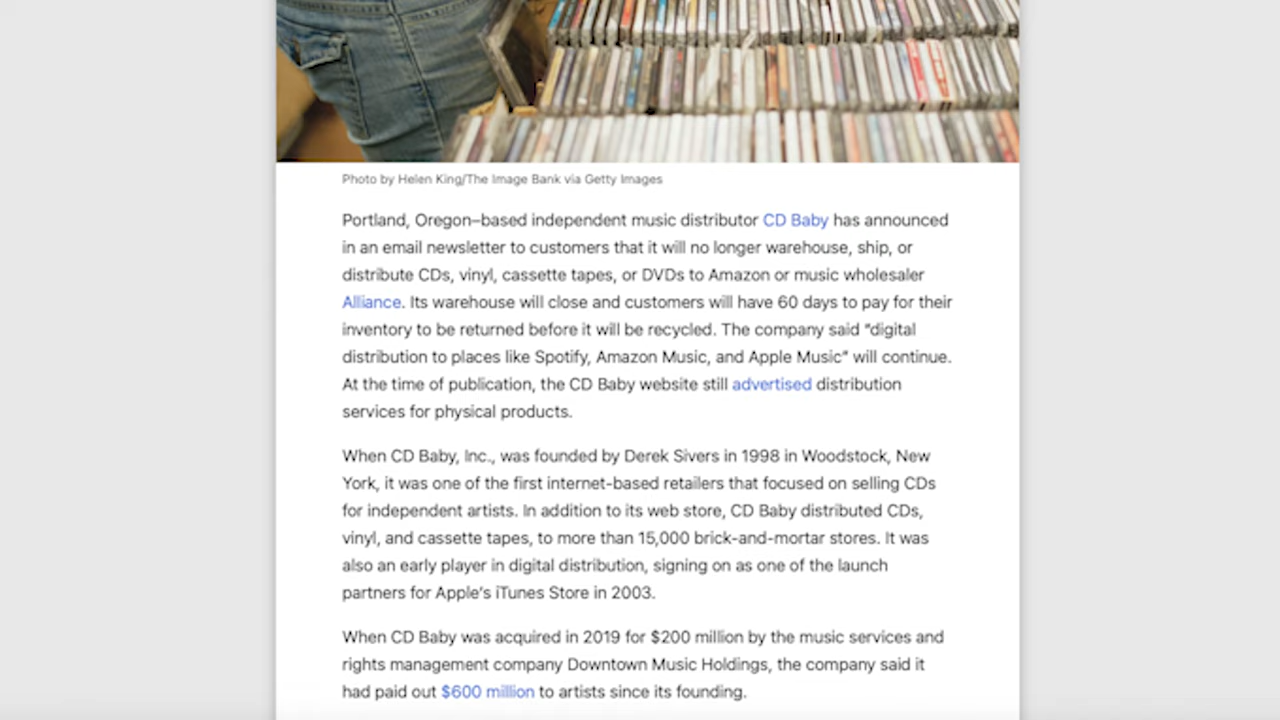 Photo by Helen King/The Image Bank via Getty Images
Portland, Oregon–based independent music distributor CD Baby has announced
in an email newsletter to customers that it will no longer warehouse, ship, or
distribute CDs, vinyl, cassette tapes, or DVDs to Amazon or music wholesaler
Alliance. Its warehouse will close and customers will have 60 days to pay for their
inventory to be returned before it will be recycled. The company said “digital
distribution to places like Spotify, Amazon Music, and Apple Music” will continue.
At the time of publication, the CD Baby website still advertised distribution
services for physical products.
When CD Baby, Inc., was founded by Derek Sivers in 1998 in Woodstock, New
York, it was one of the first internet-based retailers that focused on selling CDs
for independent artists. In addition to its web store, CD Baby distributed CDs,
vinyl, and cassette tapes, to more than 15,000 brick-and-mortar stores. It was
also an early player in digital distribution, signing on as one of the launch
partners for Apple’s iTunes Store in 2003.
When CD Baby was acquired in 2019 for $200 million by the music services and
rights management company Downtown Music Holdings, the company said it
had paid out $600 million to artists since its founding.